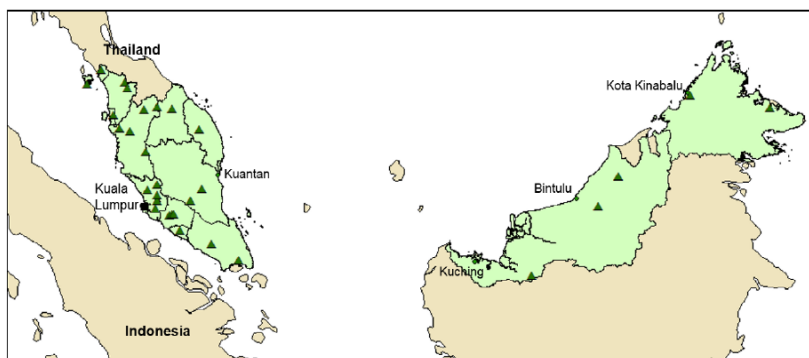 Thailand
Kota Kinabalu
Kuantan
Kuala
Lumpur
Bintulu
Kuching
Indonesia